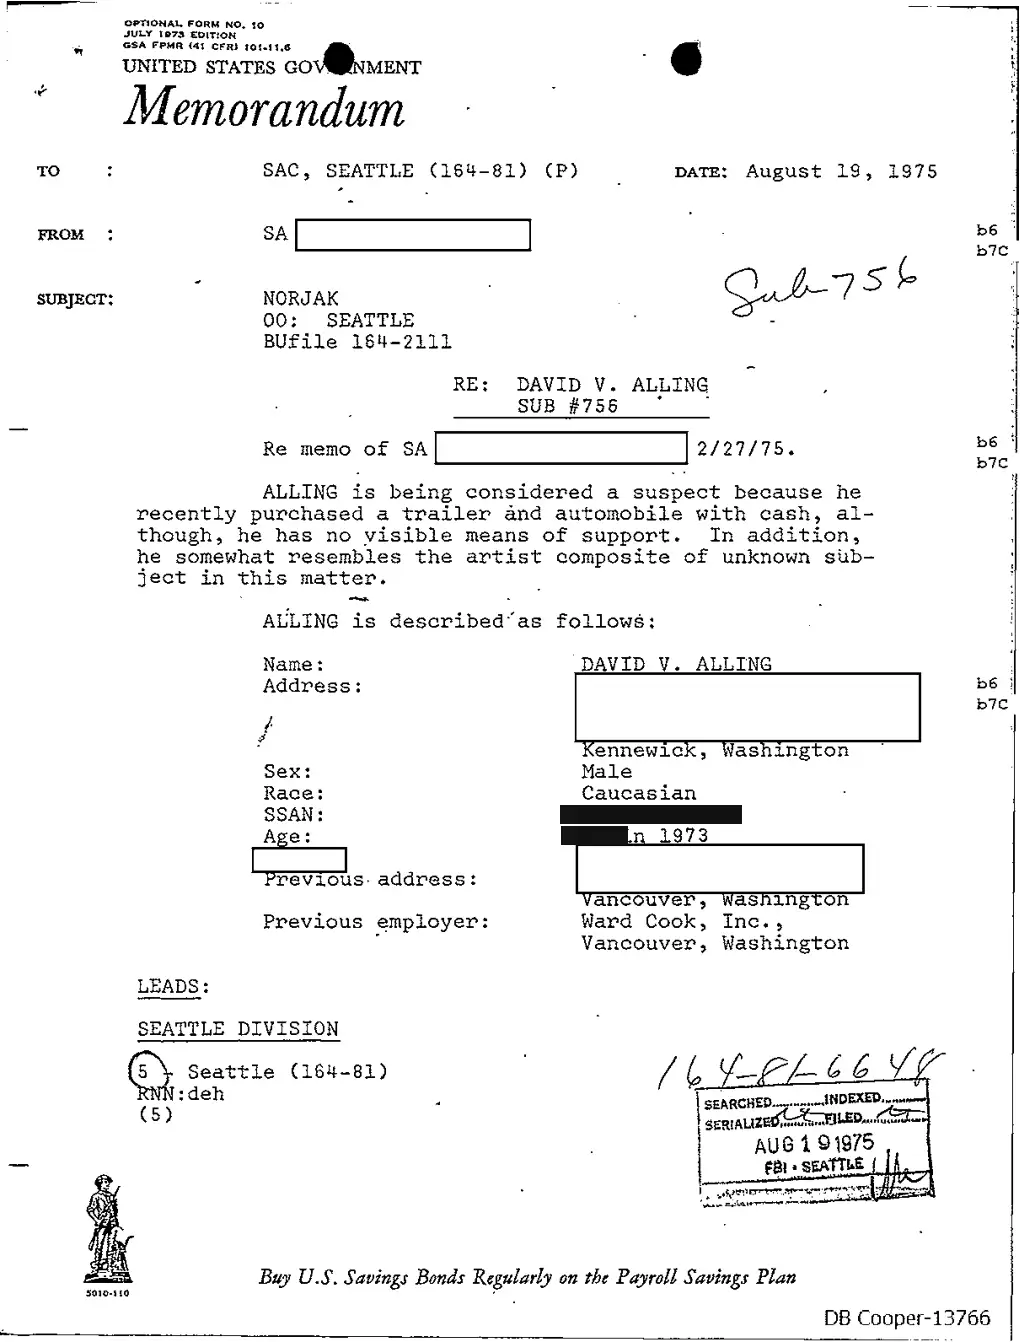 OPTIONAL FORM NO. 10
JULY 1973 EDITION
GSA FPMR (41 CFR) 101-11.6
UNITED STATES GOVERNMENT
Memorandum
TO : SAC, SEATTLE (164-81) (P) DATE: August 19, 1975
FROM : SA b6
b7C
Sub 756
SUBJECT: NORJAK
OO: SEATTLE
BUfile 164-2111
RE: DAVID V. ALLING
SUB #756
Re memo of SA 2/27/75. b6
b7C
ALLING is being considered a suspect because he
recently purchased a trailer and automobile with cash, al-
though, he has no visible means of support. In addition,
he somewhat resembles the artist composite of unknown sub-
ject in this matter.
ALLING is described as follows:
Name: DAVID V. ALLING
Address: b6
b7C
Kennewick, Washington
Sex: Male
Race: Caucasian
SSAN:
Age: in 1973
Previous address:
Vancouver, Washington
Previous employer: Ward Cook, Inc.,
Vancouver, Washington
LEADS:
SEATTLE DIVISION
5 - Seattle (164-81)
RNN:deh
(5)
164-81-6648
SEARCHED INDEXED
SERIALIZED FILED
AUG 19 1975
FBI - SEATTLE
5010-110
Buy U.S. Savings Bonds Regularly on the Payroll Savings Plan
DB Cooper-13766